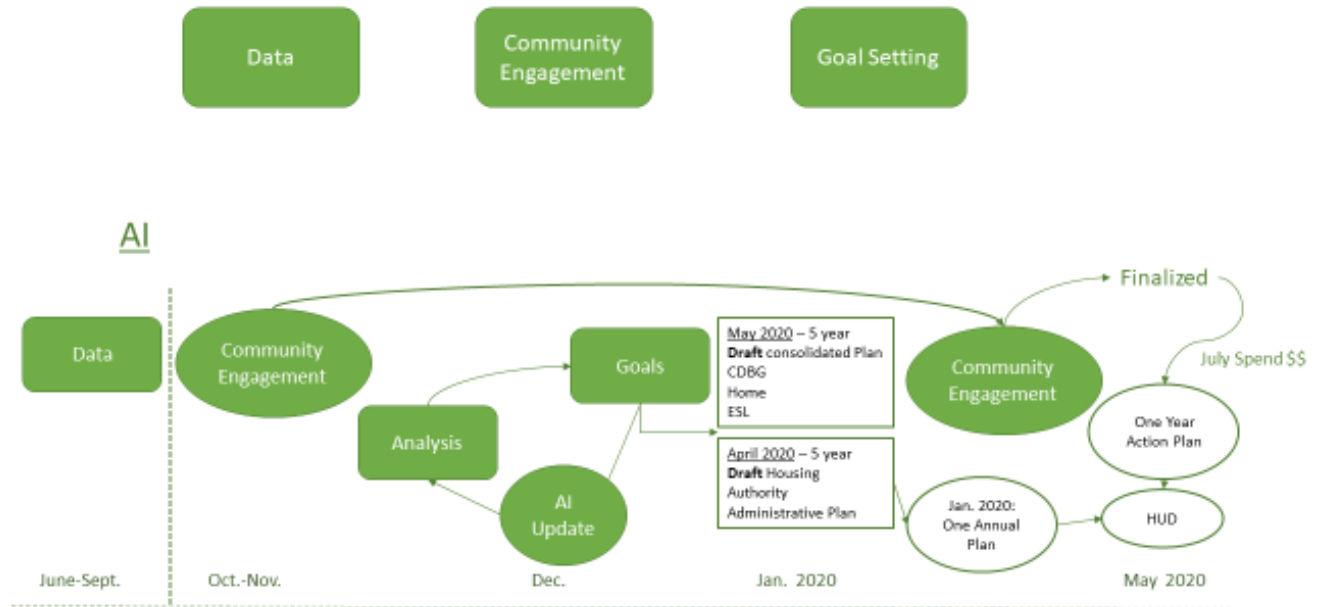 Data
Community
Engagement
Goal Setting
AI
Finalized
July Spend $$
Data
Community
Engagement
Analysis
Goals
AI
Update
May 2020 – 5 year
Draft consolidated Plan
CDBG
Home
ESL
April 2020 – 5 year
Draft Housing
Authority
Administrative Plan
Community
Engagement
One Year
Action Plan
Jan. 2020:
One Annual
Plan
HUD
June-Sept.
Oct.-Nov.
Dec.
Jan. 2020
May 2020